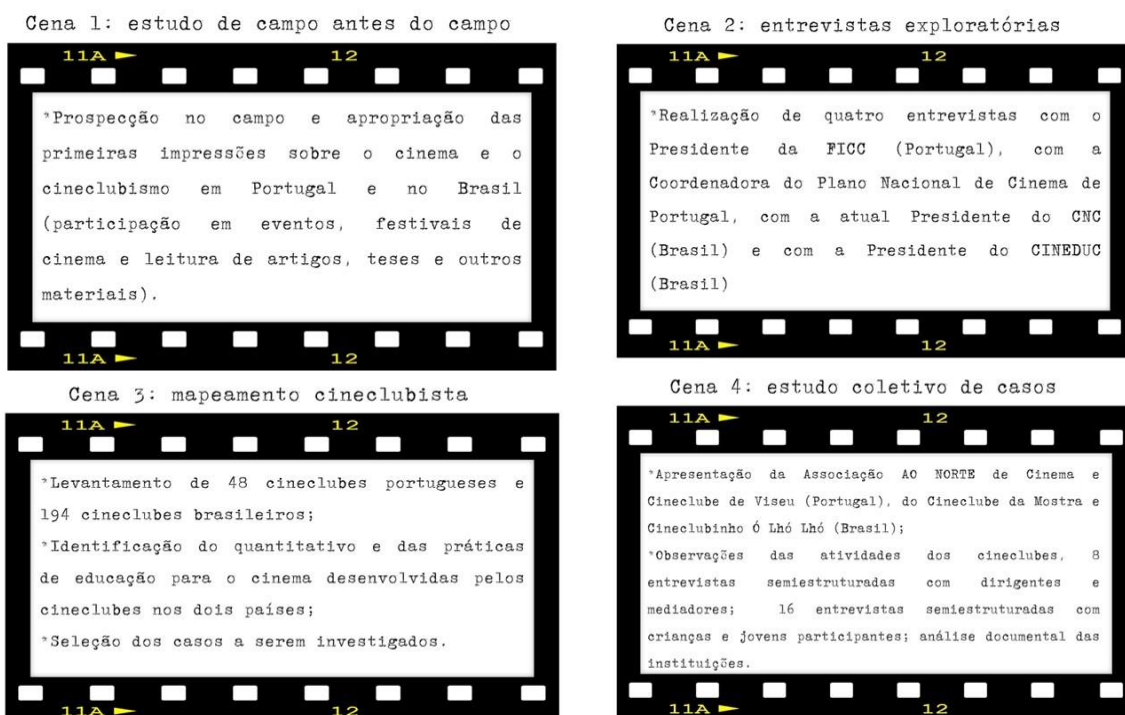 Cena 1: estudo de campo antes do campo
11A 12
*Prospecção no campo e apropriação das
primeiras impressões sobre o cinema e o
cineclubismo em Portugal e no Brasil
(participação em eventos, festivais de
cinema e leitura de artigos, teses e outros
materiais).
11A 12
Cena 2: entrevistas exploratórias
11A 12
*Realização de quatro entrevistas com o
Presidente da FICC (Portugal), com a
Coordenadora do Plano Nacional de Cinema de
Portugal, com a atual Presidente do CNC
(Brasil) e com a Presidente do CINEDUC
(Brasil)
11A 12
Cena 3: mapeamento cineclubista
11A 12
*Levantamento de 48 cineclubes portugueses e
194 cineclubes brasileiros;
*Identificação do quantitativo e das práticas
de educação para o cinema desenvolvidas pelos
cineclubes nos dois países;
*Seleção dos casos a serem investigados.
11A 12
Cena 4: estudo coletivo de casos
11A 12
*Apresentação da Associação AO NORTE de Cinema e
Cineclube de Viseu (Portugal), do Cineclube da Mostra e
Cineclubinho Ó Lhó Lhó (Brasil);
*Observações das atividades dos cineclubes, 8
entrevistas semiestruturadas com dirigentes e
mediadores; 16 entrevistas semiestruturadas com
crianças e jovens participantes; análise documental das
instituições.
11A 12